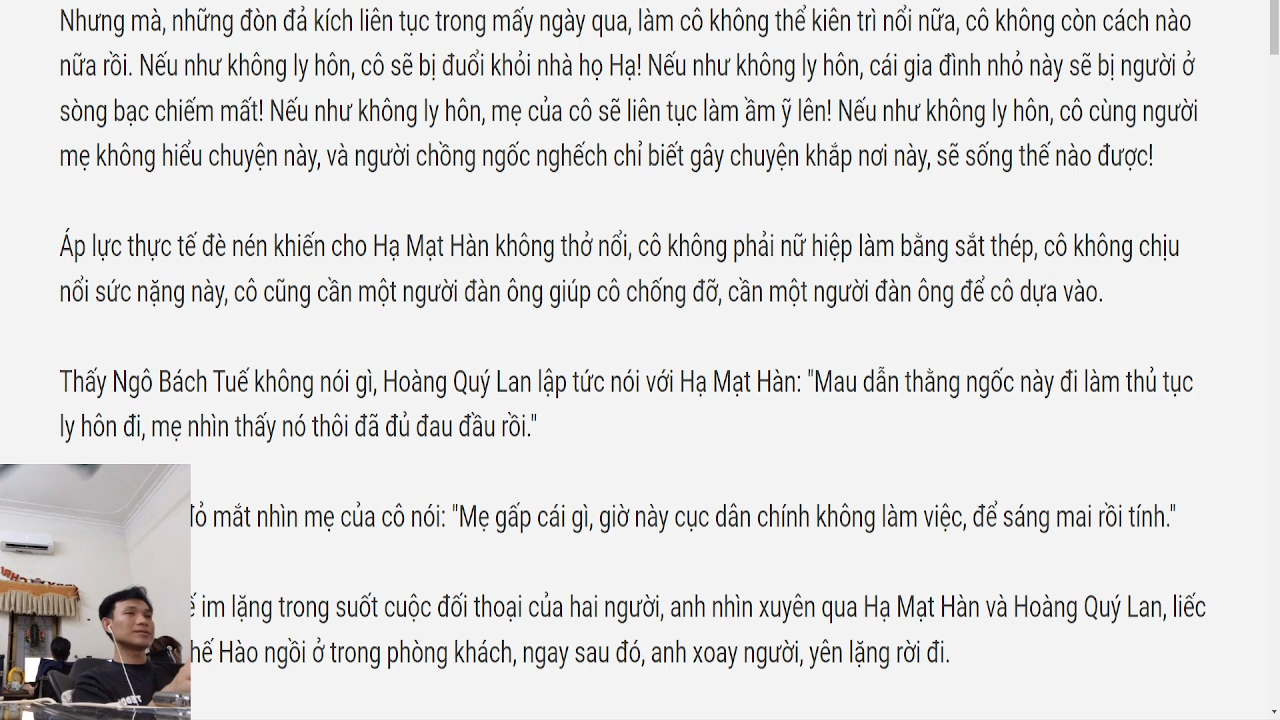 Nhưng mà, những đòn đả kích liên tục trong mấy ngày qua, làm cô không thể kiên trì nổi nữa, cô không còn cách nào
nữa rồi. Nếu như không ly hôn, cô sẽ bị đuổi khỏi nhà họ Hạ! Nếu như không ly hôn, cái gia đình nhỏ này sẽ bị người ở
sòng bạc chiếm mất! Nếu như không ly hôn, mẹ của cô sẽ liên tục làm ầm ỹ lên! Nếu như không ly hôn, cô cùng người
mẹ không hiểu chuyện này, và người chồng ngốc nghếch chỉ biết gây chuyện khắp nơi này, sẽ sống thế nào được!
Áp lực thực tế đè nén khiến cho Hạ Mạt Hàn không thở nổi, cô không phải nữ hiệp làm bằng sắt thép, cô không chịu
nổi sức nặng này, cô cũng cần một người đàn ông giúp cô chống đỡ, cần một người đàn ông để cô dựa vào.
Thấy Ngô Bách Tuế không nói gì, Hoàng Quý Lan lập tức nói với Hạ Mạt Hàn: "Mau dẫn thằng ngốc này đi làm thủ tục
ly hôn đi, mẹ nhìn thấy nó thôi đã đủ đau đầu rồi."
mắt nhìn mẹ của cô nói: "Mẹ gấp cái gì, giờ này cục dân chính không làm việc, để sáng mai rồi tính."
im lặng trong suốt cuộc đối thoại của hai người, anh nhìn xuyên qua Hạ Mạt Hàn và Hoàng Quý Lan, liếc
Hào ngồi ở trong phòng khách, ngay sau đó, anh xoay người, yên lặng rời đi.